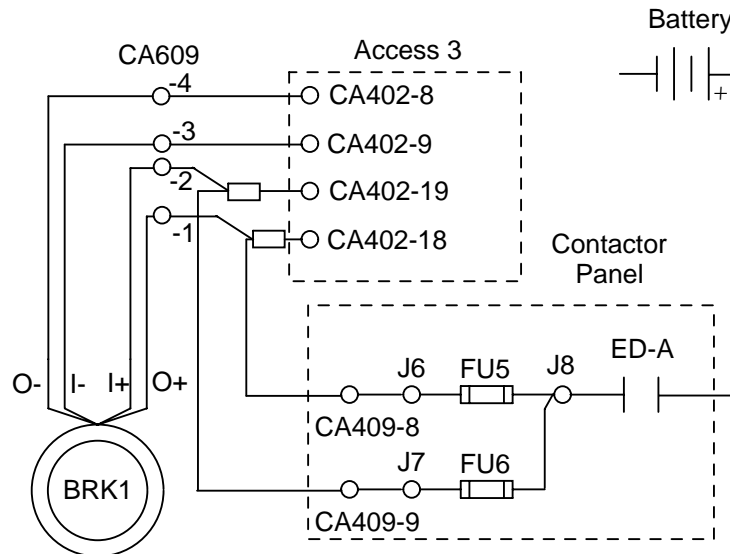 Battery
+
CA609
Access 3
-4
CA402-8
-3
CA402-9
-2
CA402-19
-1
CA402-18
Contactor
Panel
ED-A
O-
I-
I+
O+
J6
FU5
J8
CA409-8
J7
FU6
BRK1
CA409-9